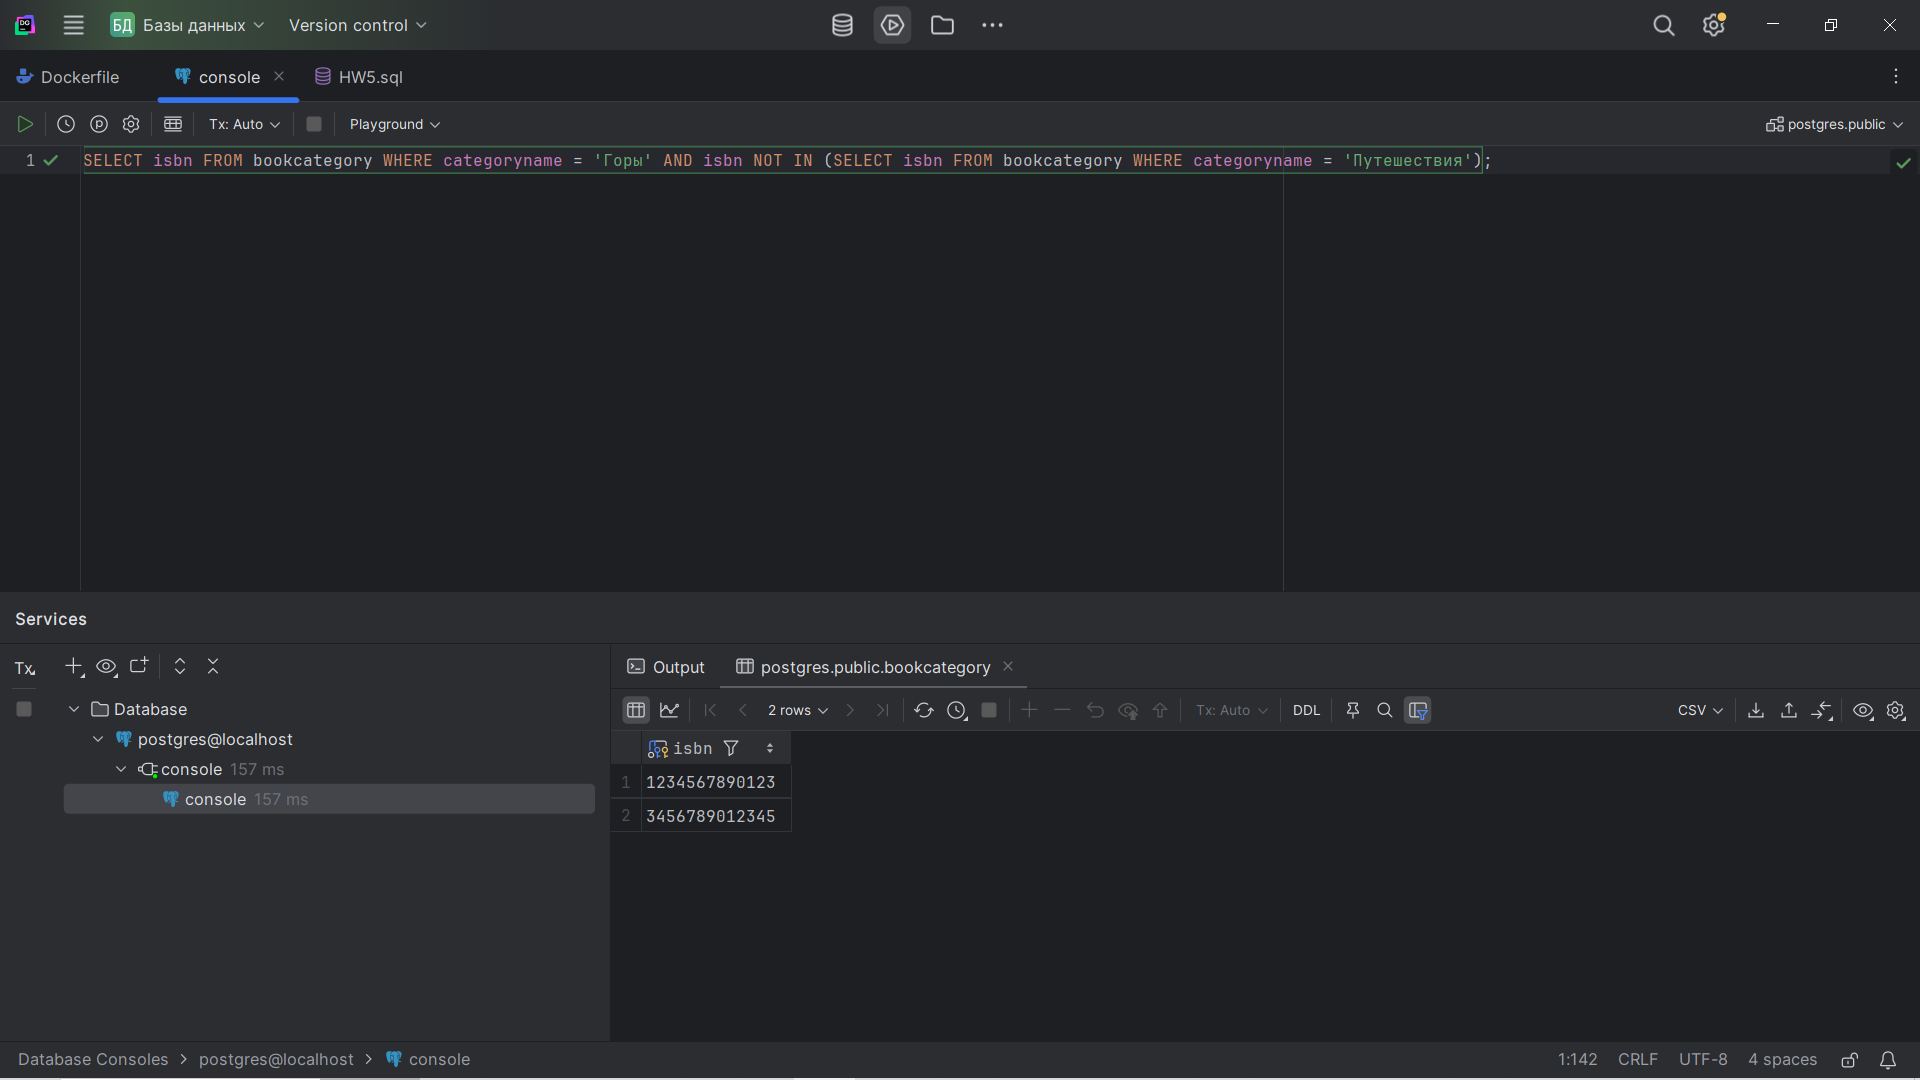 БД Базы данных Version control
Dockerfile console HW5.sql
Tx: Auto Playground postgres.public
1 SELECT isbn FROM bookcategory WHERE categoryname = 'Горы' AND isbn NOT IN (SELECT isbn FROM bookcategory WHERE categoryname = 'Путешествия');
Services
Tx Output postgres.public.bookcategory
Database 2 rows Tx: Auto DDL CSV
postgres@localhost isbn
console 157 ms 1 1234567890123
console 157 ms 2 3456789012345
Database Consoles > postgres@localhost > console 1:142 CRLF UTF-8 4 spaces